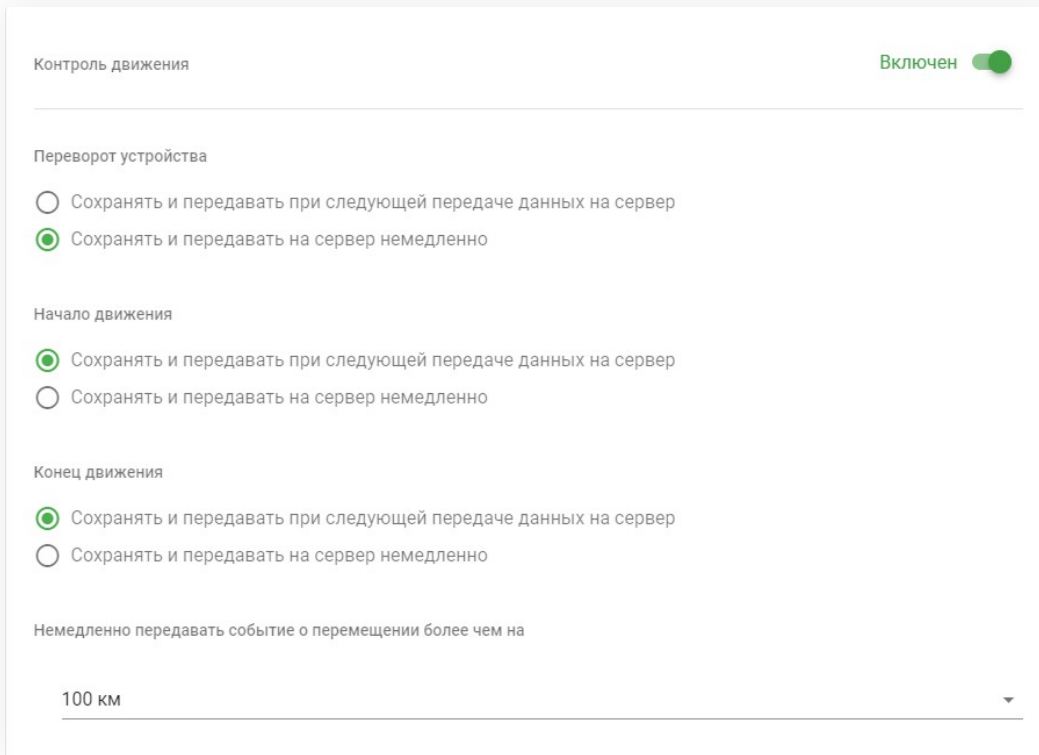 Контроль движения
Включен
Переворот устройства
Сохранять и передавать при следующей передаче данных на сервер
Сохранять и передавать на сервер немедленно
Начало движения
Сохранять и передавать при следующей передаче данных на сервер
Сохранять и передавать на сервер немедленно
Конец движения
Сохранять и передавать при следующей передаче данных на сервер
Сохранять и передавать на сервер немедленно
Немедленно передавать событие о перемещении более чем на
100 км